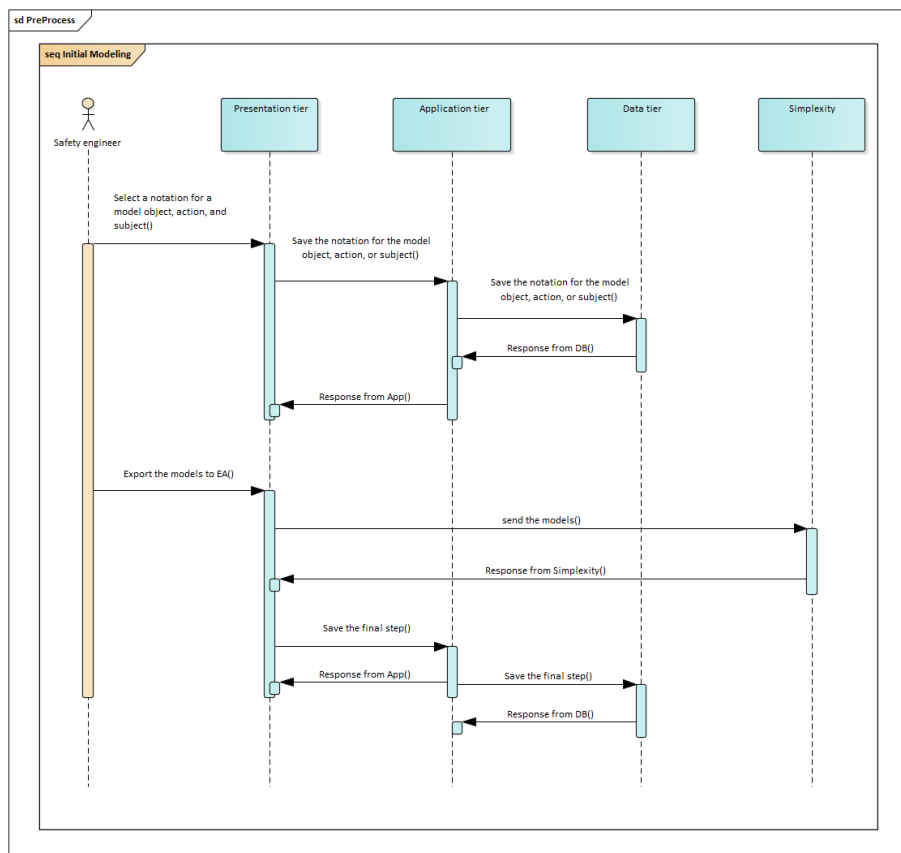 sd PreProcess
seq Initial Modeling
Safety engineer
Presentation tier
Application tier
Data tier
Simplexity
Select a notation for a
model object, action, and
subject()
Save the notation for the model
object, action, or subject()
Save the notation for the model
object, action, or subject()
Response from DB()
Response from App()
Export the models to EA()
send the models()
Response from Simplexity()
Save the final step()
Response from App()
Save the final step()
Response from DB()